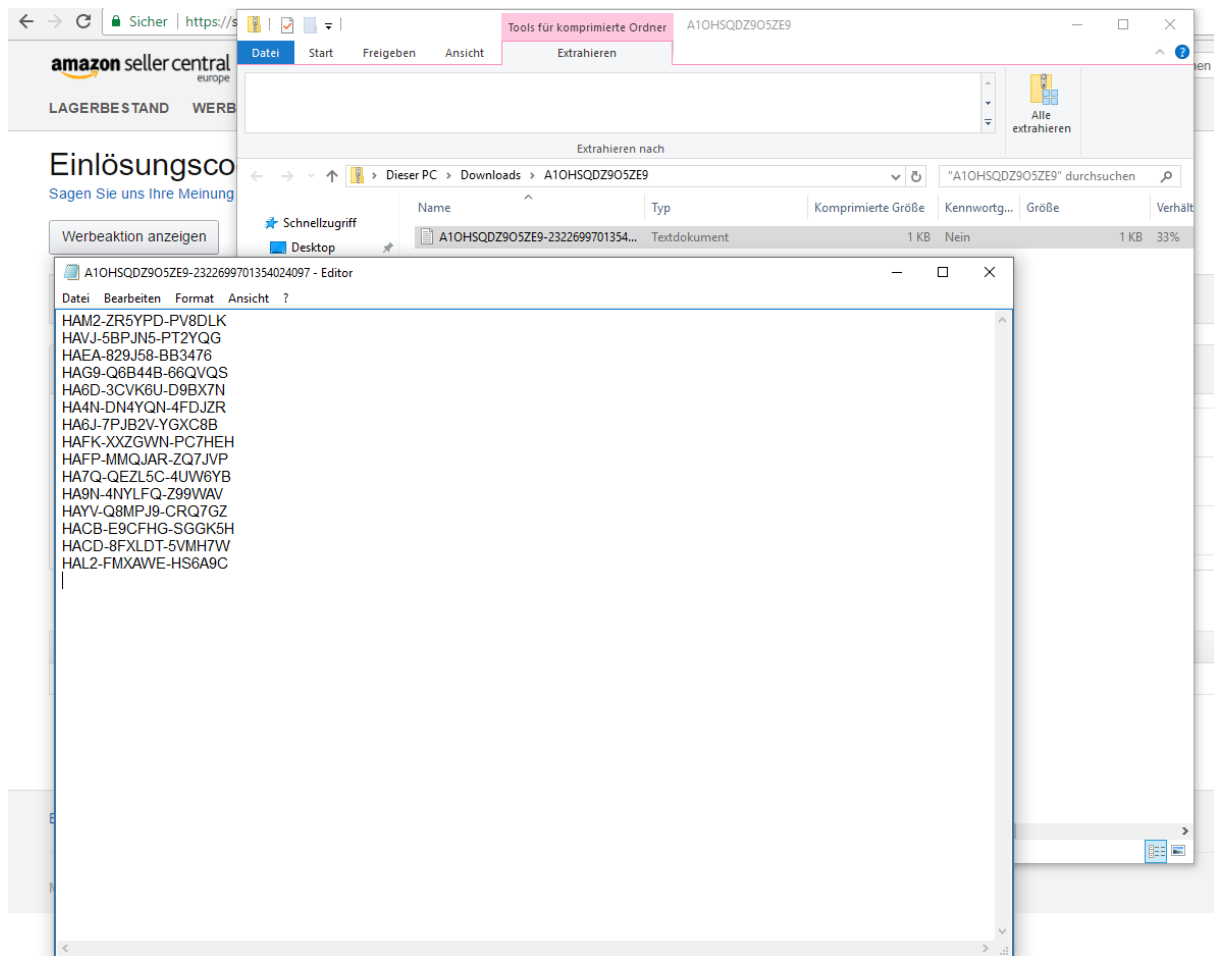 Sicher | https://s
Tools für komprimierte Ordner
A1OHSQDZ9O5ZE9
Datei Start Freigeben Ansicht Extrahieren
amazon seller central
europe
LAGERBESTAND
Alle
extrahieren
Extrahieren nach
Sagen Sie uns Ihre Meinung
Dieser PC > Downloads > A1OHSQDZ9O5ZE9
"A1OHSQDZ9O5ZE9" durchsuchen
Werbeaktion anzeigen
Schnellzugriff
Desktop
Name Typ Komprimierte Größe Kennwortg... Größe
A1OHSQDZ9O5ZE9-2322699701354... Textdokument 1 KB Nein 1 KB 33%
A1OHSQDZ9O5ZE9-2322699701354024097 - Editor
Datei Bearbeiten Format Ansicht ?
HAM2-ZR5YPD-PV8DLK
HAVJ-5BPJN5-PT2YQG
HAEA-829J58-BB3476
HAG9-Q6B44B-66QVQS
HA6D-3CVK6U-D9BX7N
HA4N-DN4YQN-4FDJZR
HA6J-7PJB2V-YGXC8B
HAFK-XXZGWN-PC7HEH
HAFP-MMQJAR-ZQ7JVP
HA7Q-QEZL5C-4UW6YB
HA9N-4NYLFQ-Z99WAV
HAYV-Q8MPJ9-CRQ7GZ
HACB-E9CFHG-SGGK5H
HACD-8FXLDT-5VMH7W
HAL2-FMXAWE-HS6A9C